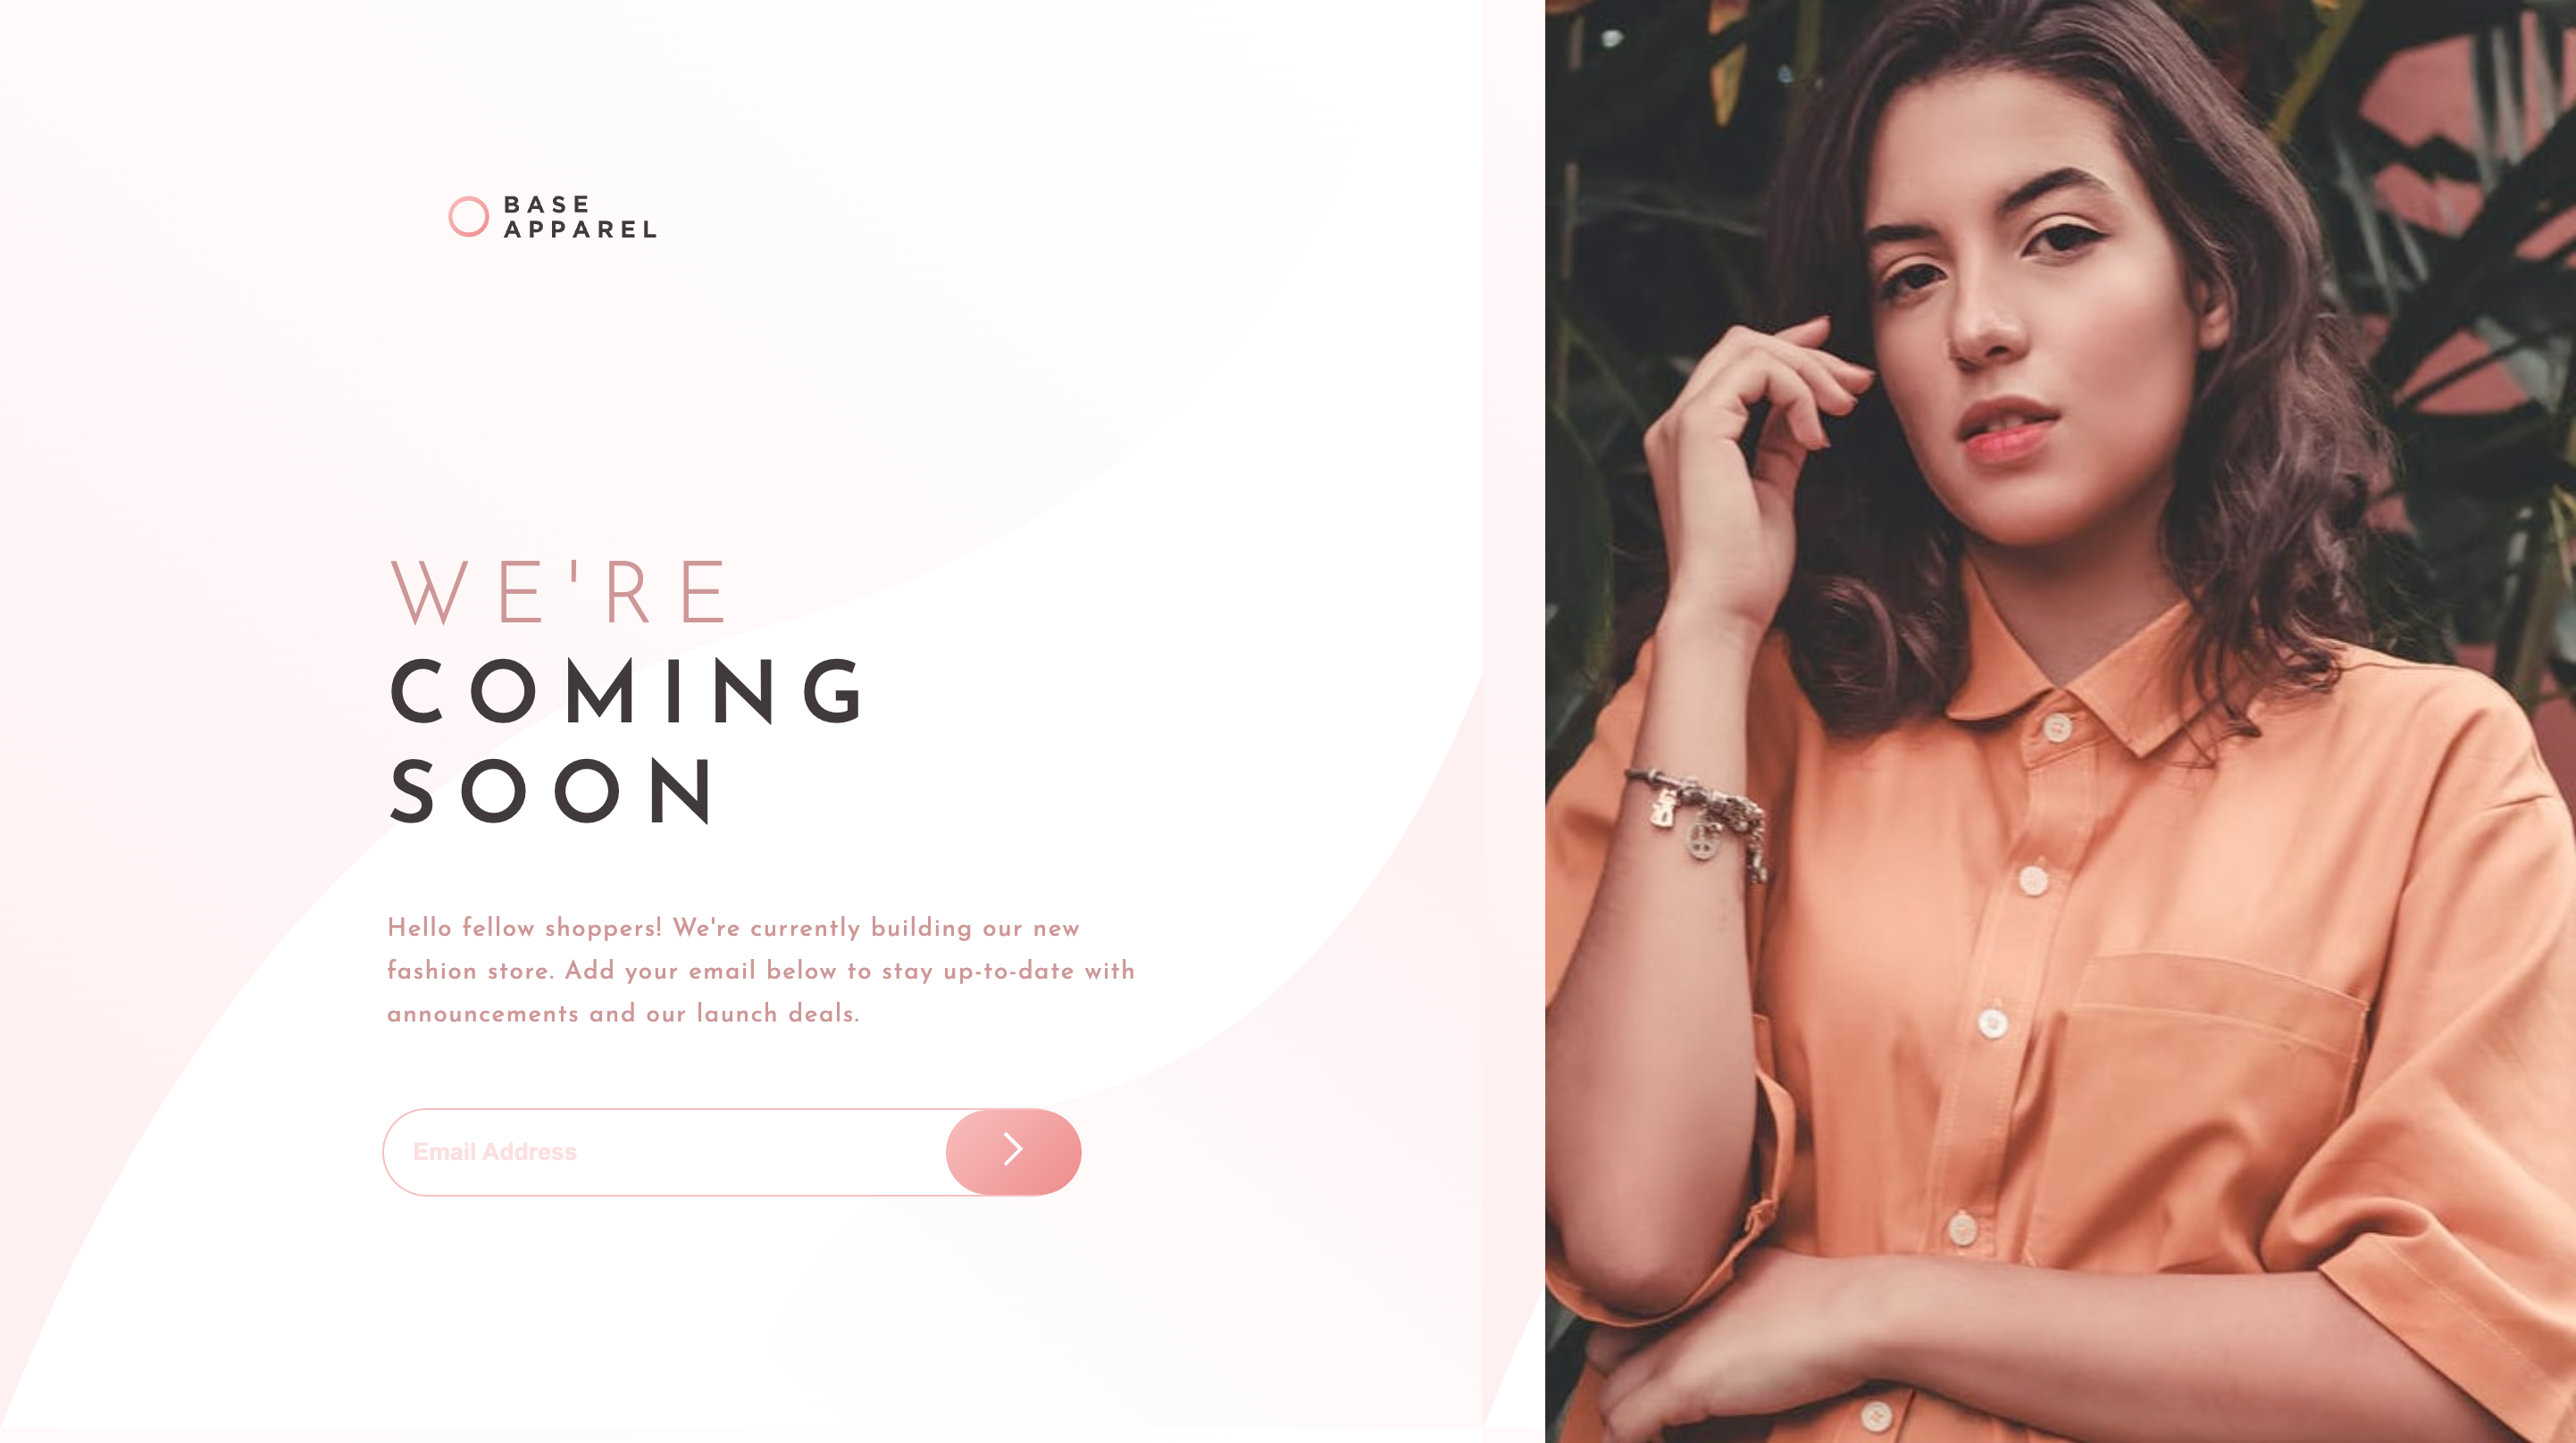 BASE
APPAREL
WE'RE
COMING
SOON
Hello fellow shoppers! We're currently building our new
fashion store. Add your email below to stay up-to-date with
announcements and our launch deals.
Email Address